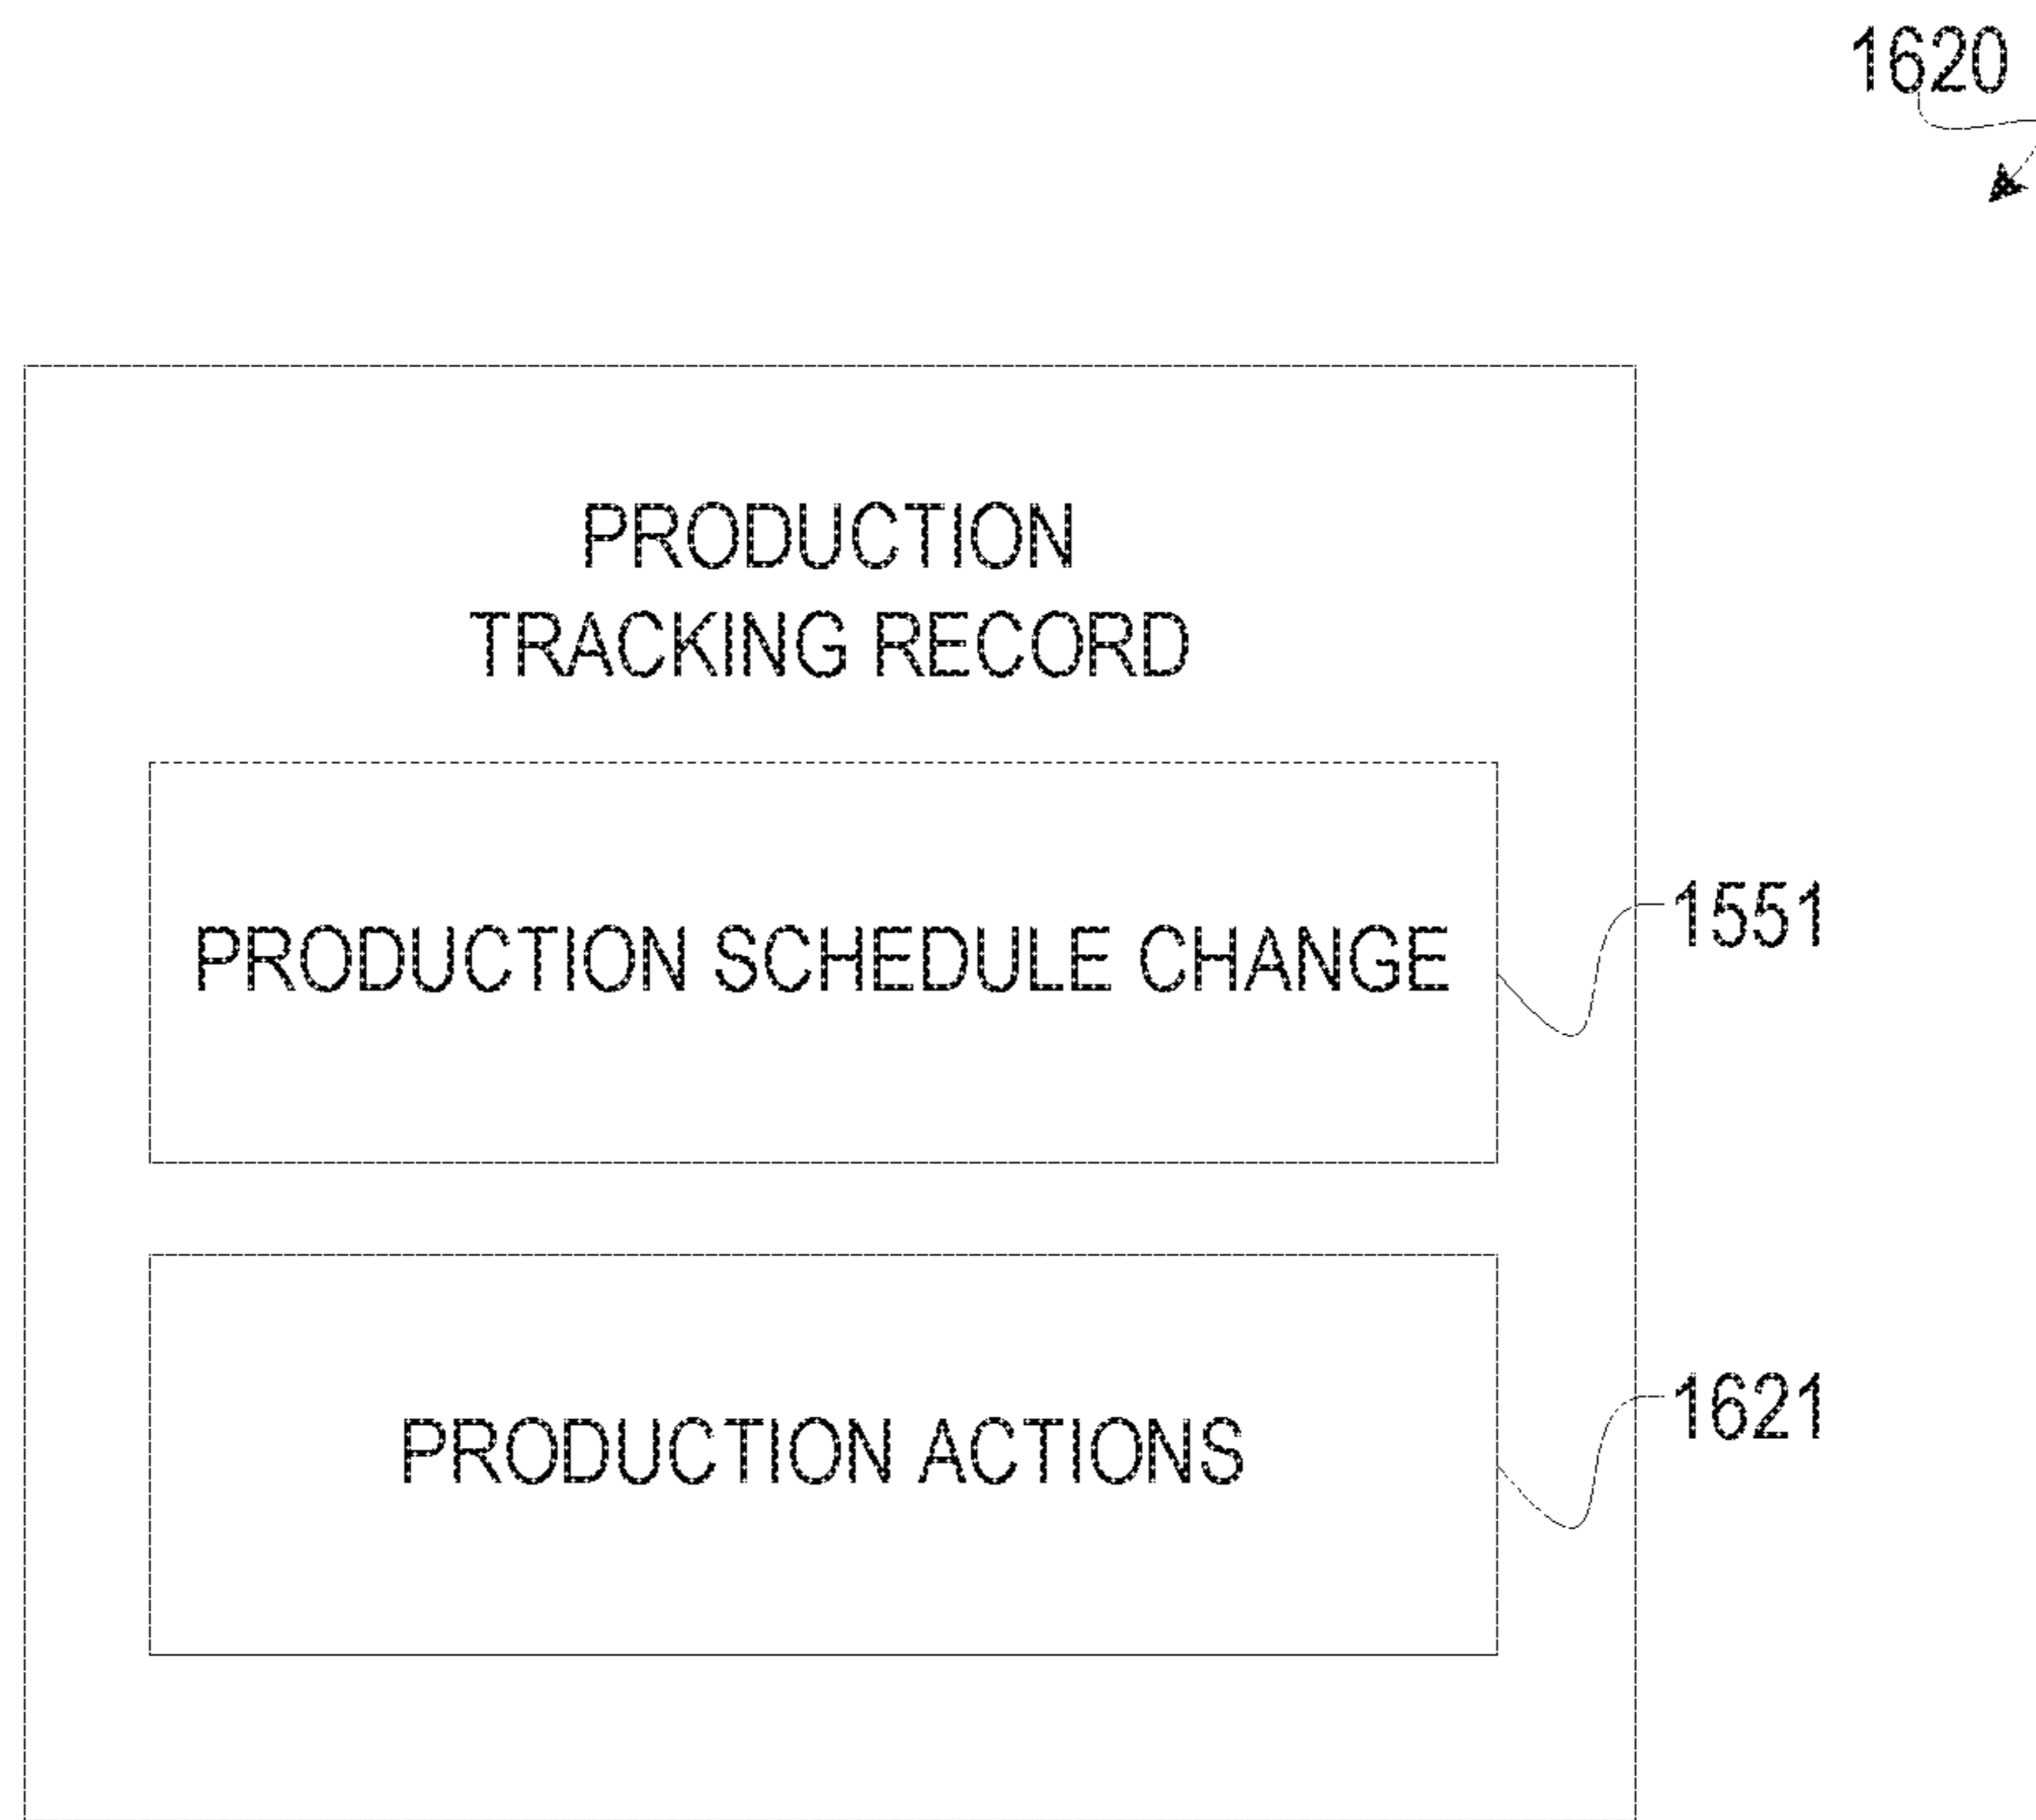 1620
PRODUCTION
TRACKING RECORD
PRODUCTION SCHEDULE CHANGE
1551
PRODUCTION ACTIONS
1621